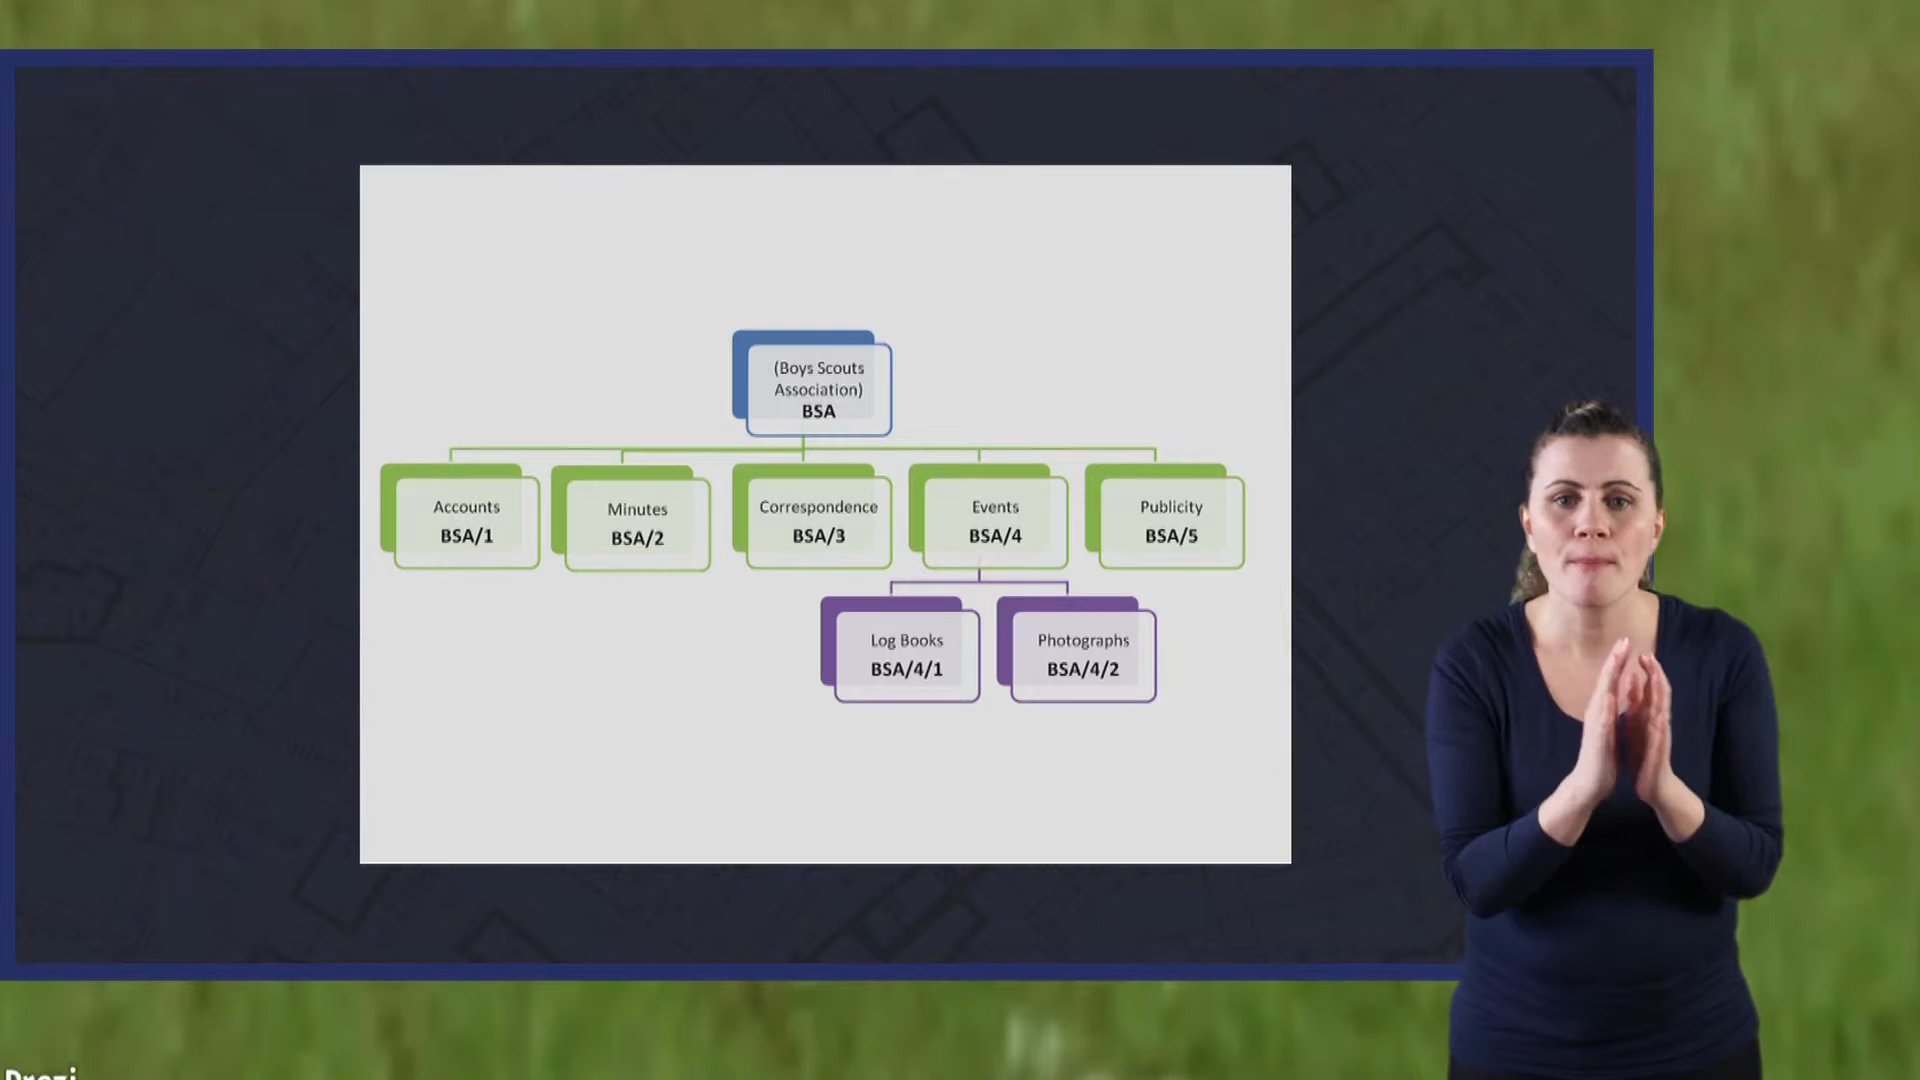 (Boys Scouts
Association)
BSA
Accounts
BSA/1
Minutes
BSA/2
Correspondence
BSA/3
Events
BSA/4
Publicity
BSA/5
Log Books
BSA/4/1
Photographs
BSA/4/2
Prezi